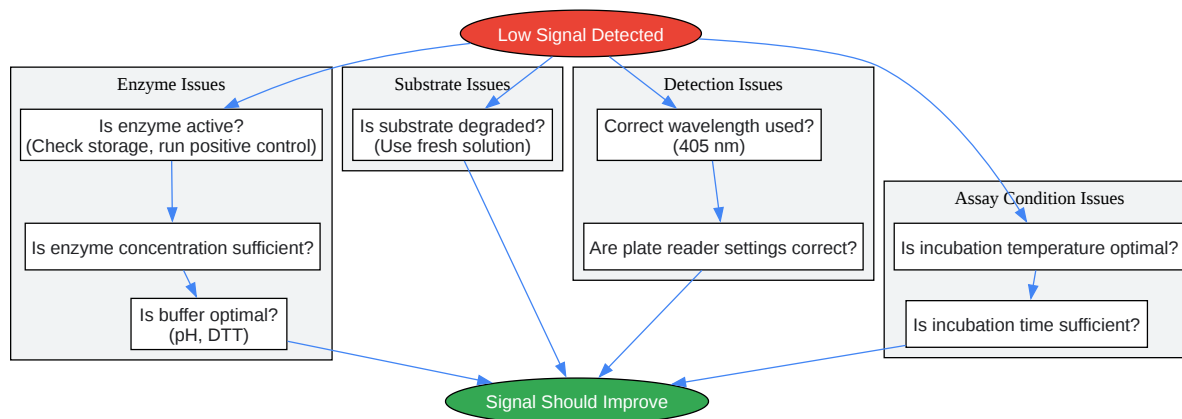 Low Signal Detected
Enzyme Issues
Is enzyme active?
(Check storage, run positive control)
Is enzyme concentration sufficient?
Is buffer optimal?
(pH, DTT)
Substrate Issues
Is substrate degraded?
(Use fresh solution)
Detection Issues
Correct wavelength used?
(405 nm)
Are plate reader settings correct?
Assay Condition Issues
Is incubation temperature optimal?
Is incubation time sufficient?
Signal Should Improve